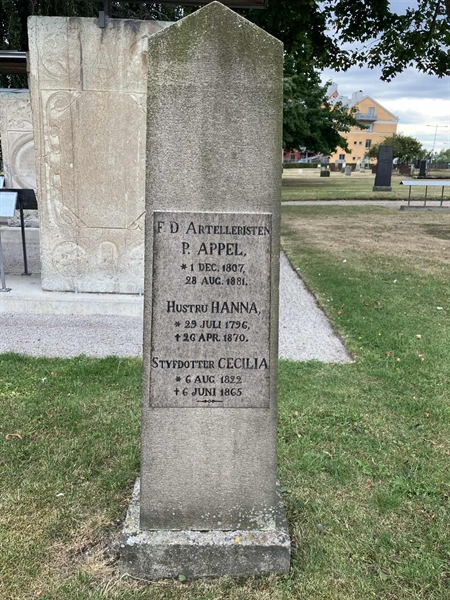 F. D. ARTELLERISTEN
P. APPEL,
* 1 DEC. 1807,
28 AUG. 1881.
HUSTRU HANNA,
* 29 JULI 1796,
† 26 APR. 1870.
STYFDOTTER CECILIA
* 6 AUG 1822
† 6 JUNI 1865